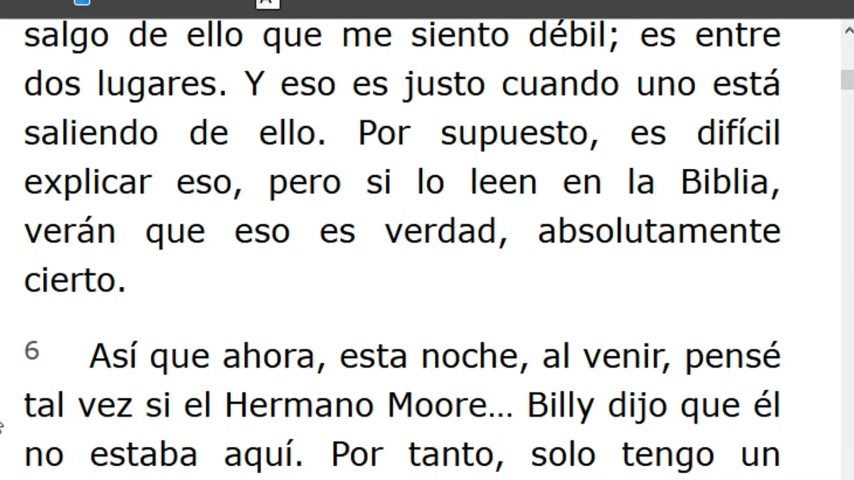 salgo de ello que me siento débil; es entre
dos lugares. Y eso es justo cuando uno está
saliendo de ello. Por supuesto, es difícil
explicar eso, pero si lo leen en la Biblia,
verán que eso es verdad, absolutamente
cierto.
6 Así que ahora, esta noche, al venir, pensé
tal vez si el Hermano Moore... Billy dijo que él
no estaba aquí. Por tanto, solo tengo un